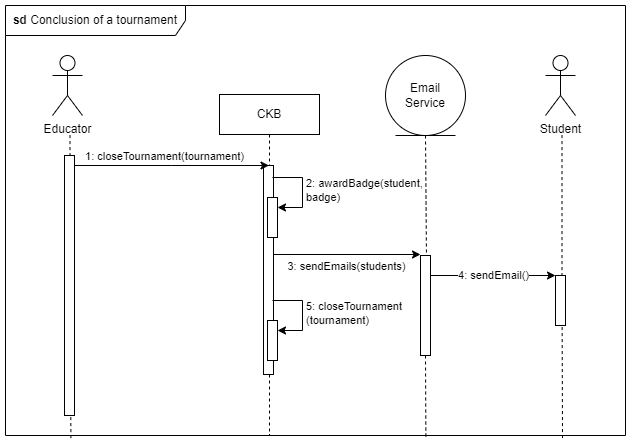 sd Conclusion of a tournament
Educator
CKB
Email
Service
Student
1: closeTournament(tournament)
2: awardBadge(student,
badge)
3: sendEmails(students)
4: sendEmail()
5: closeTournament
(tournament)